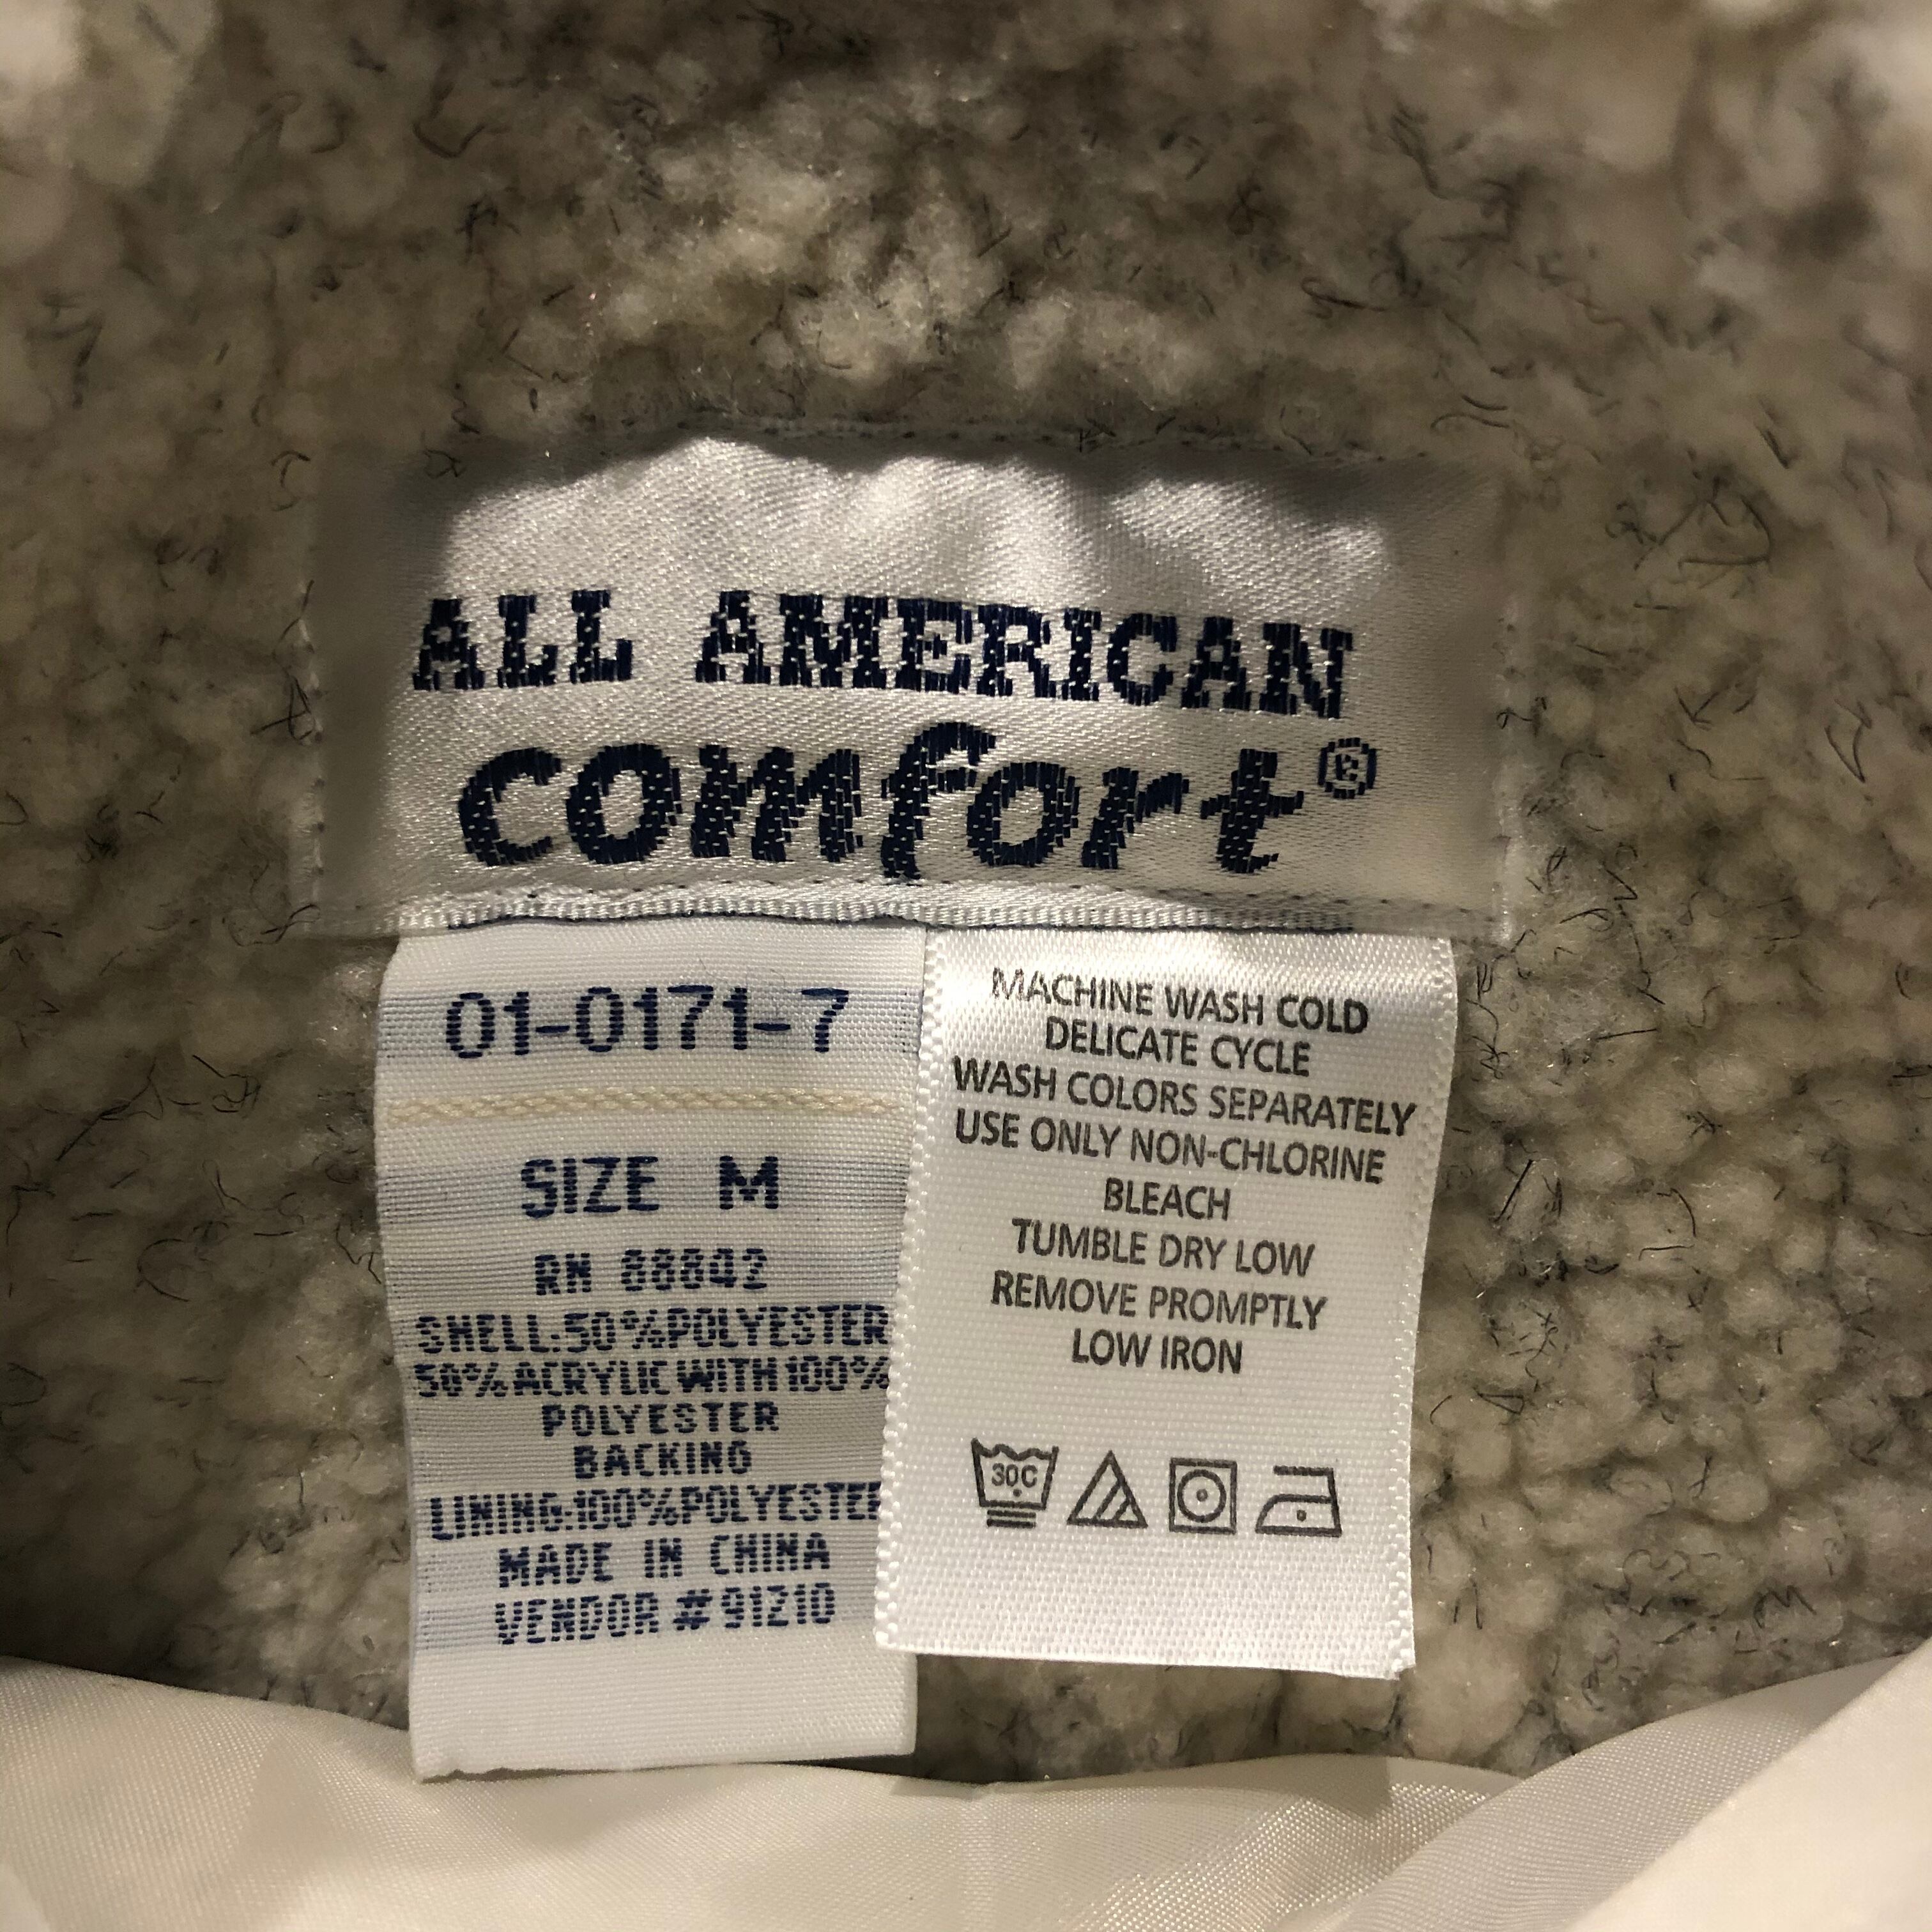 ALL AMERICAN
comfort®
01-0171-7
SIZE M
RN 88842
SHELL:50%POLYESTER
50%ACRYLIC WITH 100%
POLYESTER
BACKING
LINING:100%POLYESTER
MADE IN CHINA
VENDOR #91210
MACHINE WASH COLD
DELICATE CYCLE
WASH COLORS SEPARATELY
USE ONLY NON-CHLORINE
BLEACH
TUMBLE DRY LOW
REMOVE PROMPTLY
LOW IRON
30C